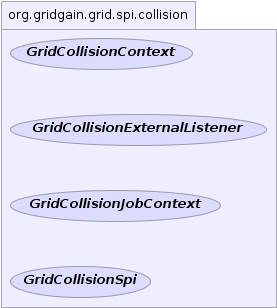 org.gridgain.grid.spi.collision
GridCollisionContext
GridCollisionExternalListener
GridCollisionJobContext
GridCollisionSpi